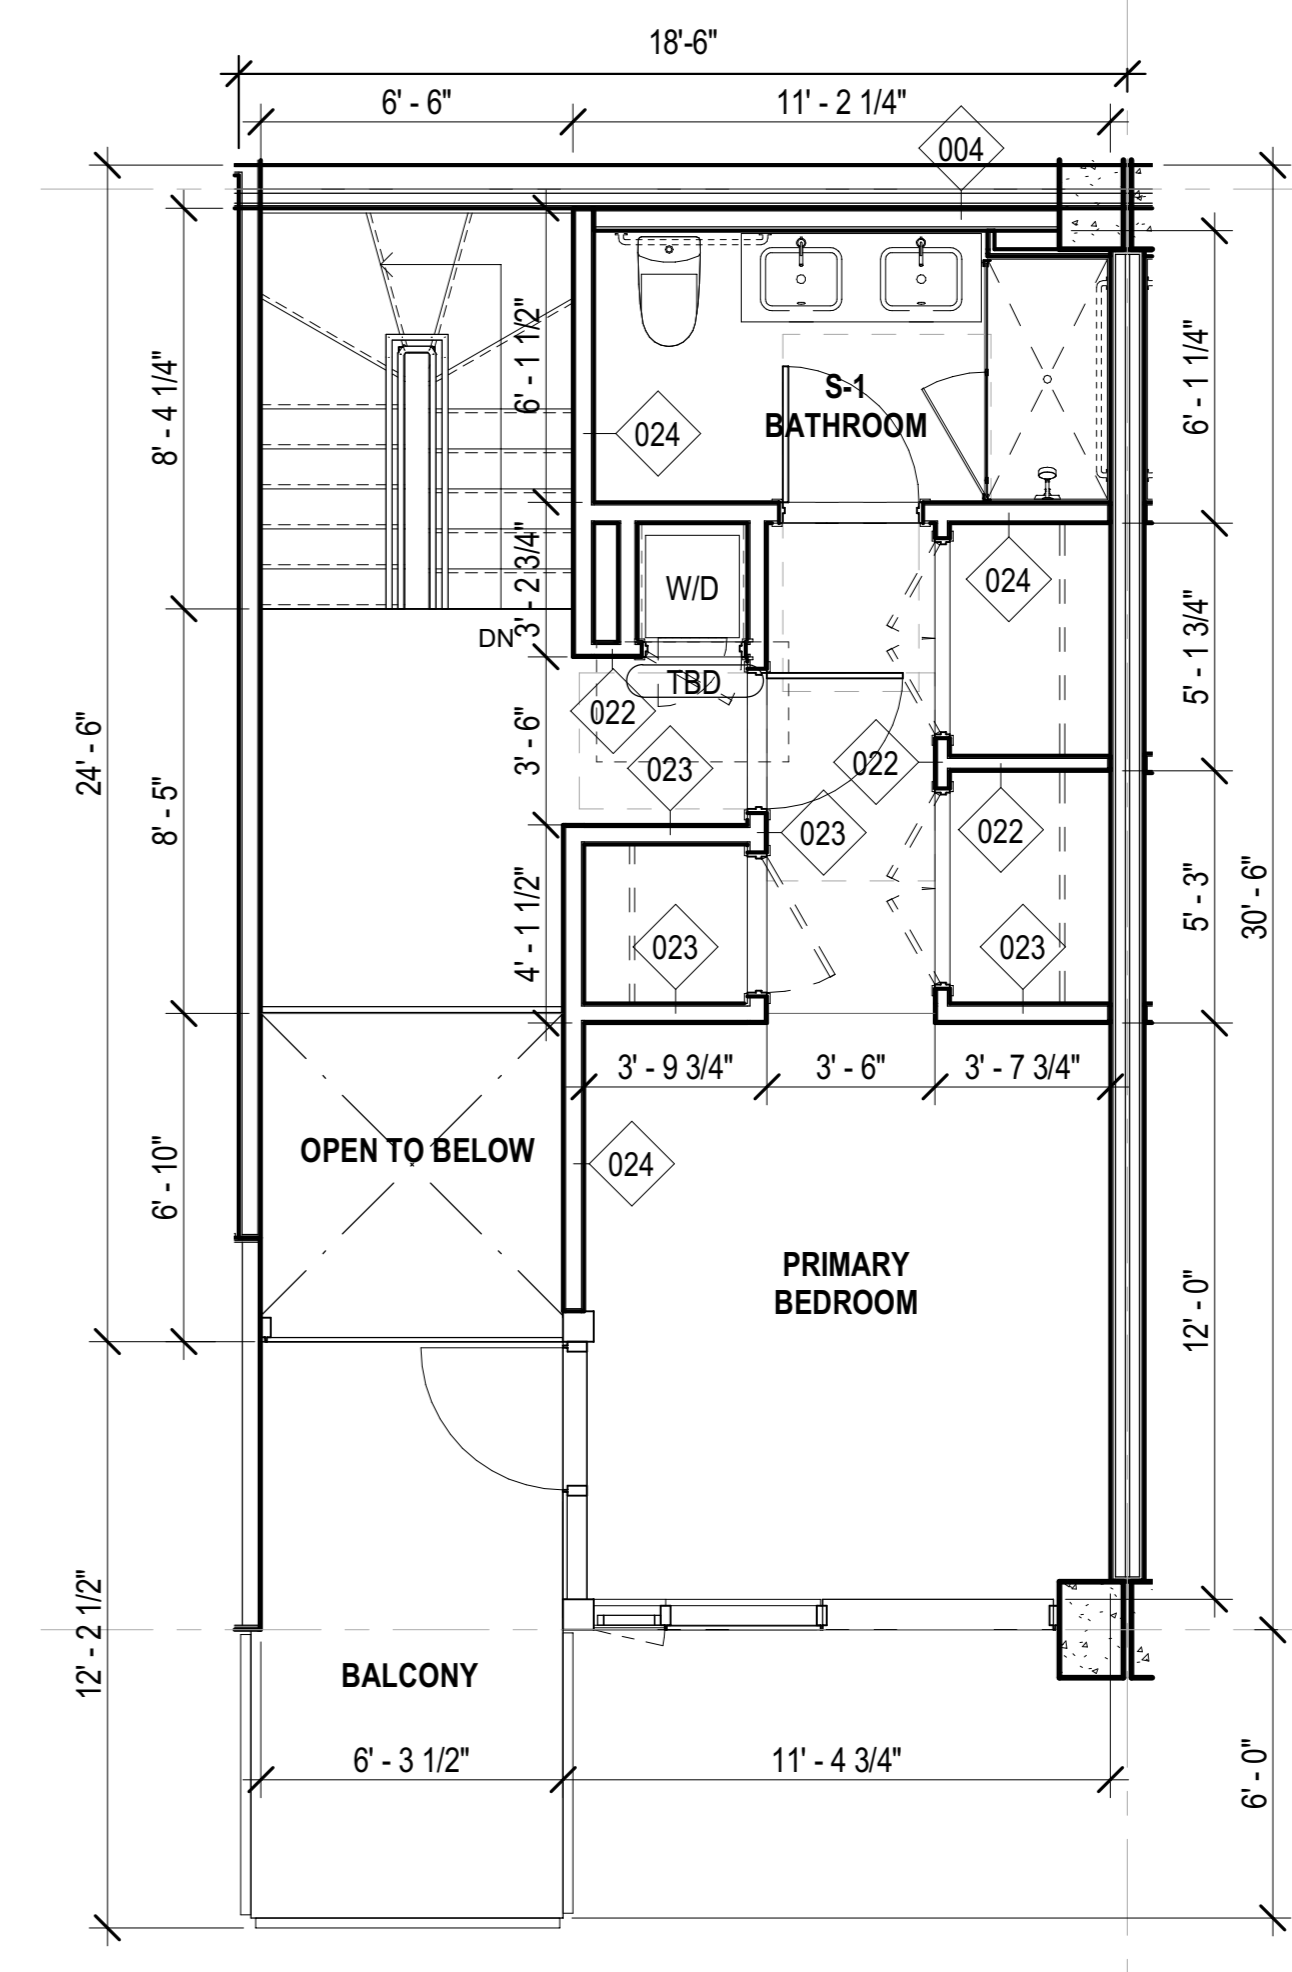 18'-6"
6' - 6"
11' - 2 1/4"
004
6' - 1 1/2"
8' - 4 1/4"
6' - 1 1/4"
S-1
BATHROOM
024
3' - 2 3/4"
W/D
024
DN
5' - 1 3/4"
TBD
022
24' - 6"
3' - 6"
023
022
8' - 5"
023
022
4' - 1 1/2"
5' - 3"
30' - 6"
023
023
3' - 9 3/4"
3' - 6"
3' - 7 3/4"
6' - 10"
OPEN TO BELOW
024
PRIMARY
BEDROOM
12' - 0"
12' - 2 1/2"
BALCONY
6' - 3 1/2"
11' - 4 3/4"
6' - 0"